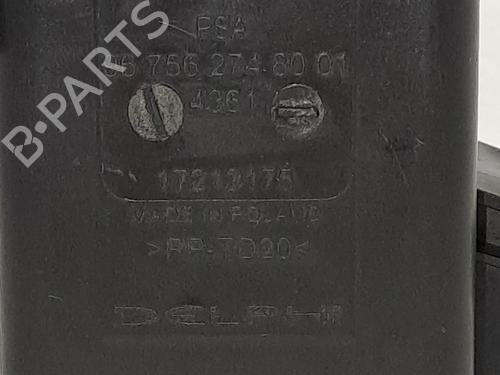 B-PARTS
PSA
96 756 274 80 01
4361
17212175
MADE IN POLAND
>PP-TD20<
DELPHI